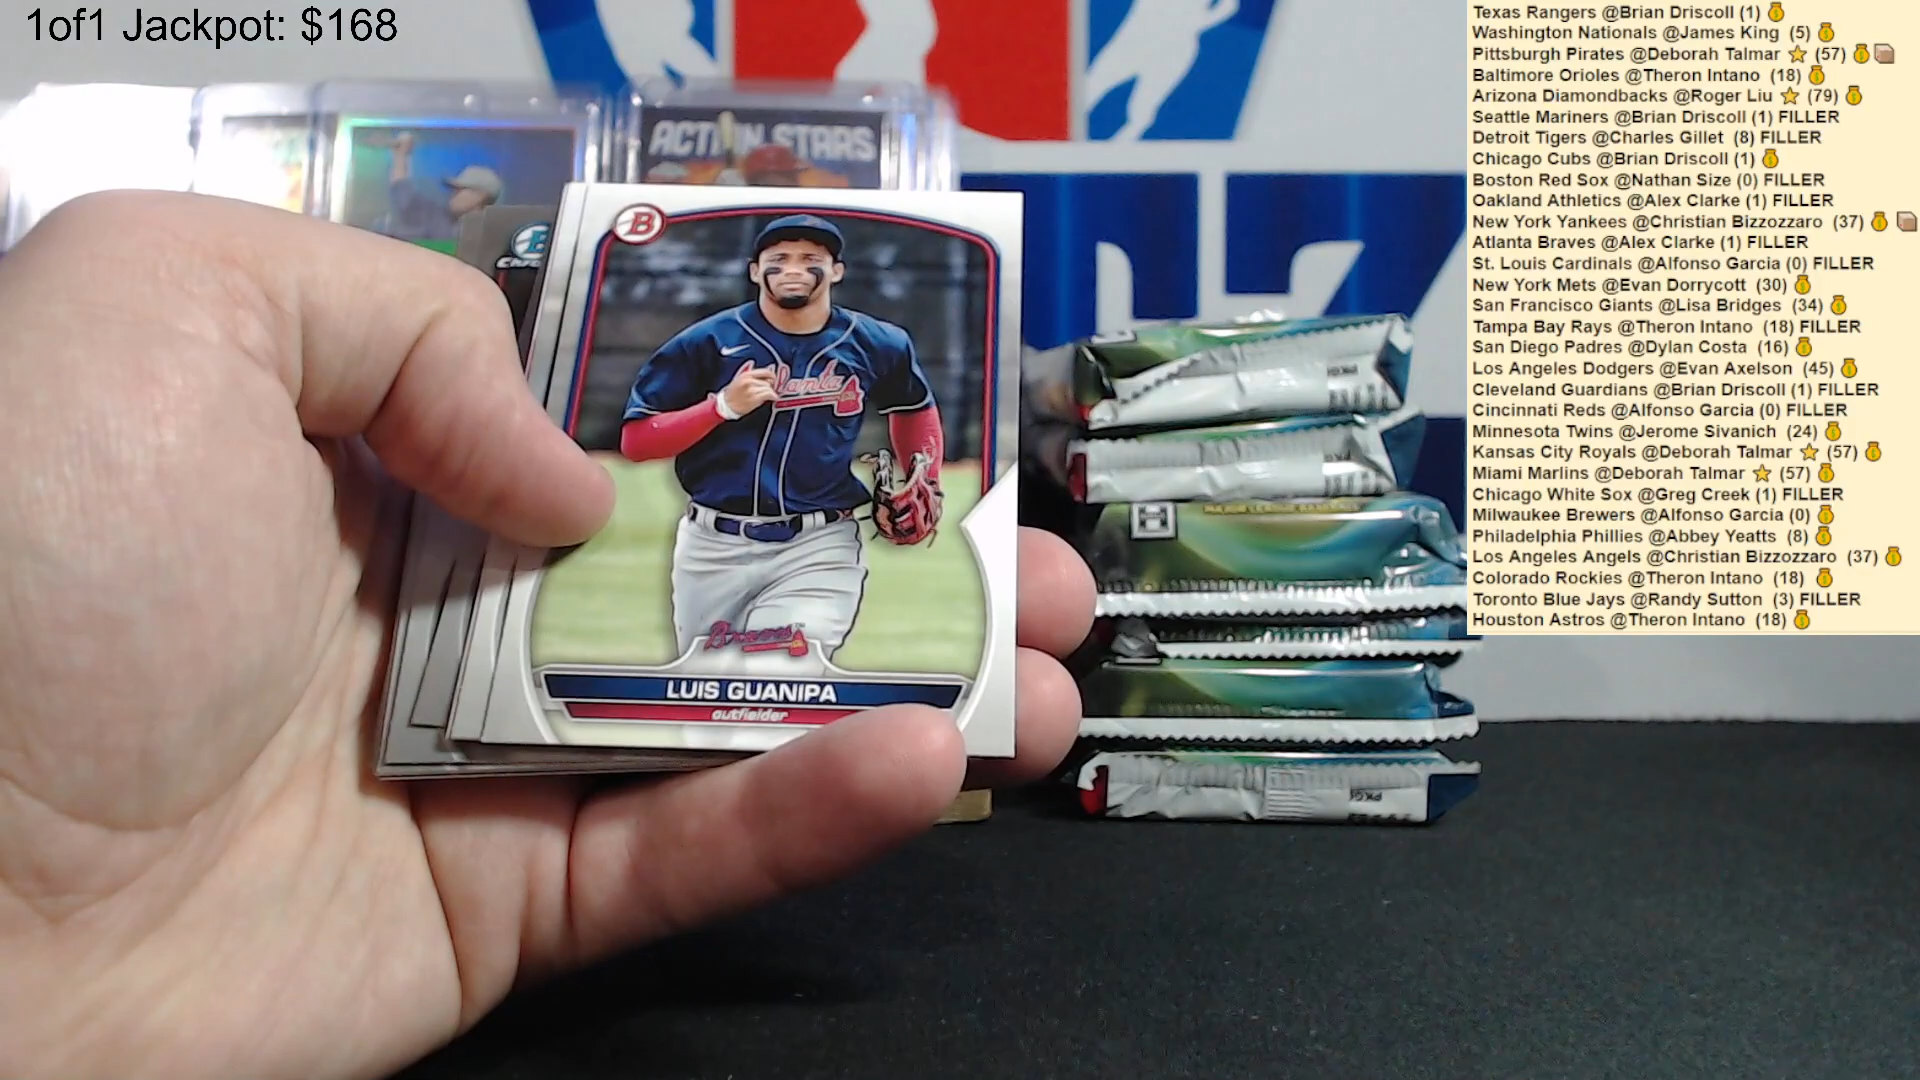 1of1 Jackpot: $168
ACTION STARS
B
Atlanta
Braves
LUIS GUANIPA
outfielder
H
MAJOR LEAGUE BASEBALL
Texas Rangers @Brian Driscoll (1)
Washington Nationals @James King (5)
Pittsburgh Pirates @Deborah Talmar ⭐ (57)
Baltimore Orioles @Theron Intano (18)
Arizona Diamondbacks @Roger Liu ⭐ (79)
Seattle Mariners @Brian Driscoll (1) FILLER
Detroit Tigers @Charles Gillet (8) FILLER
Chicago Cubs @Brian Driscoll (1)
Boston Red Sox @Nathan Size (0) FILLER
Oakland Athletics @Alex Clarke (1) FILLER
New York Yankees @Christian Bizzozzaro (37)
Atlanta Braves @Alex Clarke (1) FILLER
St. Louis Cardinals @Alfonso Garcia (0) FILLER
New York Mets @Evan Dorrycott (30)
San Francisco Giants @Lisa Bridges (34)
Tampa Bay Rays @Theron Intano (18) FILLER
San Diego Padres @Dylan Costa (16)
Los Angeles Dodgers @Evan Axelson (45)
Cleveland Guardians @Brian Driscoll (1) FILLER
Cincinnati Reds @Alfonso Garcia (0) FILLER
Minnesota Twins @Jerome Sivanich (24)
Kansas City Royals @Deborah Talmar ⭐ (57)
Miami Marlins @Deborah Talmar ⭐ (57)
Chicago White Sox @Greg Creek (1) FILLER
Milwaukee Brewers @Alfonso Garcia (0)
Philadelphia Phillies @Abbey Yeatts (8)
Los Angeles Angels @Christian Bizzozzaro (37)
Colorado Rockies @Theron Intano (18)
Toronto Blue Jays @Randy Sutton (3) FILLER
Houston Astros @Theron Intano (18)